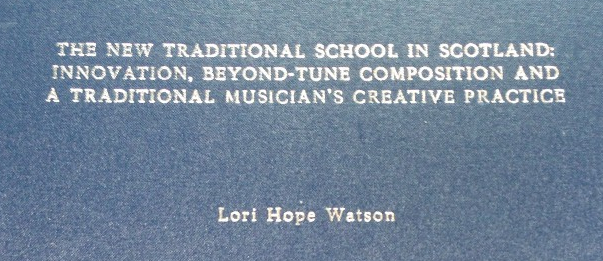 THE NEW TRADITIONAL SCHOOL IN SCOTLAND:
INNOVATION, BEYOND-TUNE COMPOSITION AND
A TRADITIONAL MUSICIAN'S CREATIVE PRACTICE
Lori Hope Watson